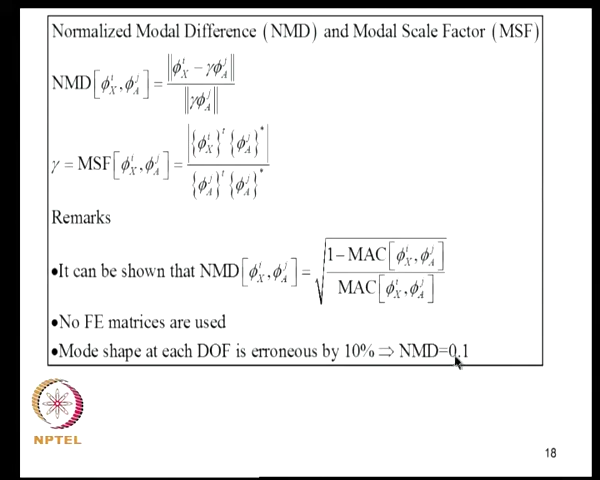 Normalized Modal Difference (NMD) and Modal Scale Factor (MSF)
NMD[ϕ_X^i, ϕ_A^j] = ‖ϕ_X^i − γϕ_A^j‖ / ‖γϕ_A^j‖
γ = MSF[ϕ_X^i, ϕ_A^j] = |{ϕ_X^i}^t {ϕ_A^j}^*| / {ϕ_A^j}^t {ϕ_A^j}^*
Remarks
•It can be shown that NMD[ϕ_X^i, ϕ_A^j] = √((1−MAC[ϕ_X^i, ϕ_A^j]) / MAC[ϕ_X^i, ϕ_A^j])
•No FE matrices are used
•Mode shape at each DOF is erroneous by 10% ⇒ NMD=0.1
NPTEL
18